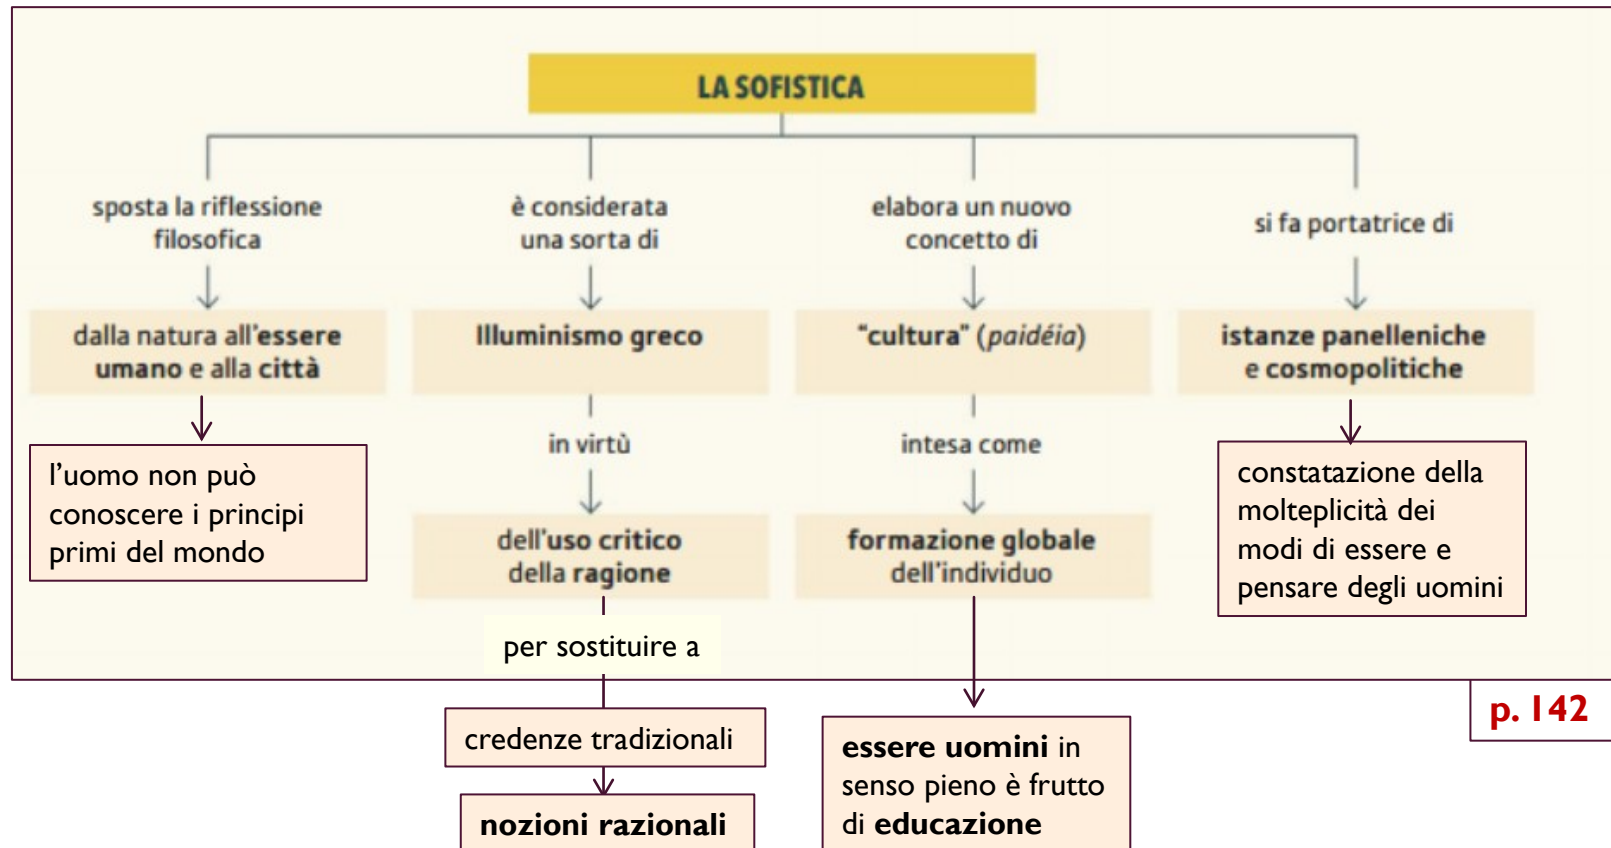 LA SOFISTICA
sposta la riflessione
filosofica
dalla natura all'essere
umano e alla città
l'uomo non può
conoscere i principi
primi del mondo
è considerata
una sorta di
Illuminismo greco
in virtù
dell'uso critico
della ragione
per sostituire a
credenze tradizionali
nozioni razionali
elabora un nuovo
concetto di
"cultura" (paidéia)
intesa come
formazione globale
dell'individuo
essere uomini in
senso pieno è frutto
di educazione
si fa portatrice di
istanze panelleniche
e cosmopolitiche
constatazione della
molteplicità dei
modi di essere e
pensare degli uomini
p. 142